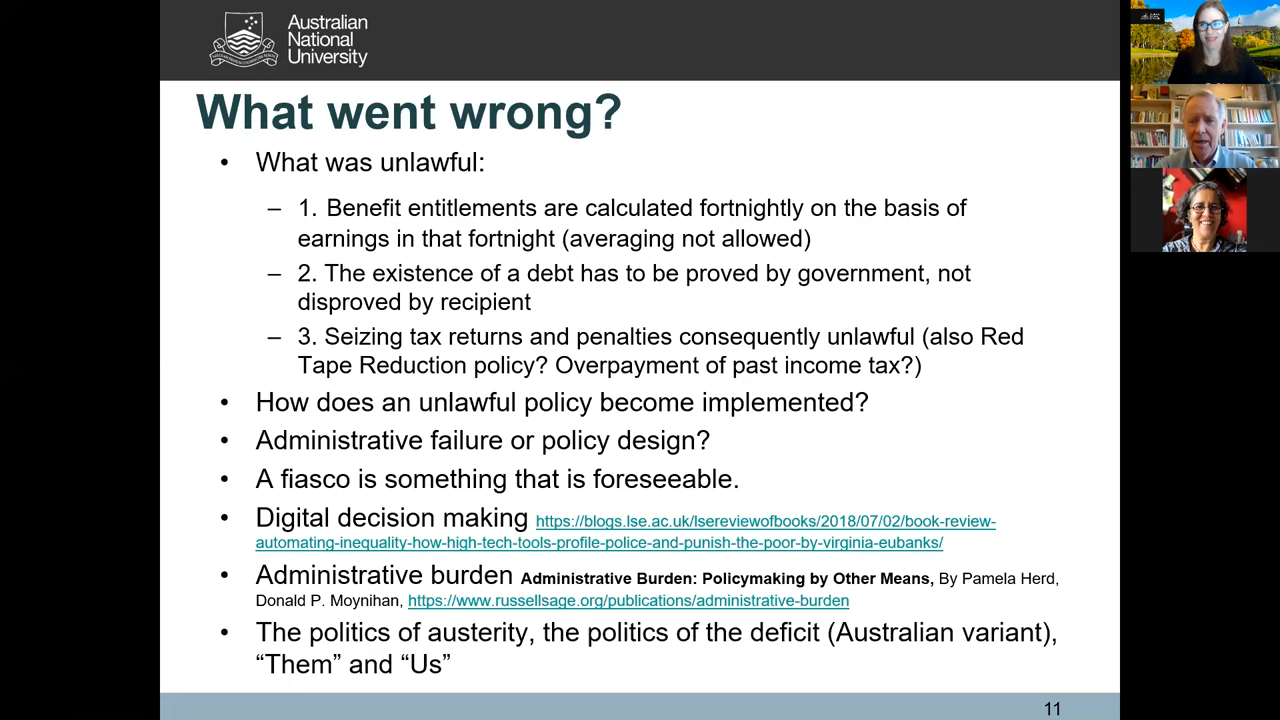 Australian
National
University
What went wrong?
• What was unlawful:
– 1. Benefit entitlements are calculated fortnightly on the basis of
earnings in that fortnight (averaging not allowed)
– 2. The existence of a debt has to be proved by government, not
disproved by recipient
– 3. Seizing tax returns and penalties consequently unlawful (also Red
Tape Reduction policy? Overpayment of past income tax?)
• How does an unlawful policy become implemented?
• Administrative failure or policy design?
• A fiasco is something that is foreseeable.
• Digital decision making https://blogs.lse.ac.uk/lsereviewofbooks/2018/07/02/book-review-
automating-inequality-how-high-tech-tools-profile-police-and-punish-the-poor-by-virginia-eubanks/
• Administrative burden Administrative Burden: Policymaking by Other Means, By Pamela Herd,
Donald P. Moynihan, https://www.russellsage.org/publications/administrative-burden
• The politics of austerity, the politics of the deficit (Australian variant),
“Them” and “Us”
11